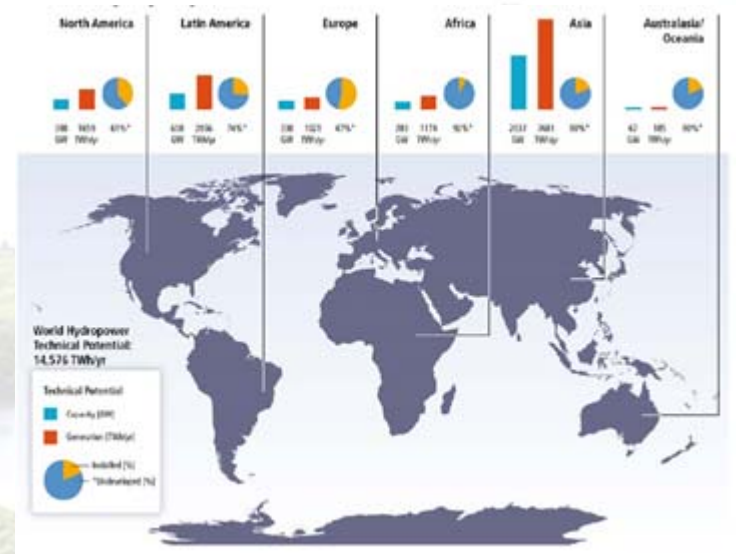 North America
Latin America
Europe
Africa
Asia
Australasia/
Oceania
388 1659 61%*
GW TWh/yr
608 2856 74%*
GW TWh/yr
338 1021 47%*
GW TWh/yr
283 1174 92%*
GW TWh/yr
2037 7681 80%*
GW TWh/yr
67 185 80%*
GW TWh/yr
World Hydropower
Technical Potential:
14,576 TWh/yr
Technical Potential
Capacity [GW]
Generation [TWh/yr]
Installed [%]
*Undeveloped [%]